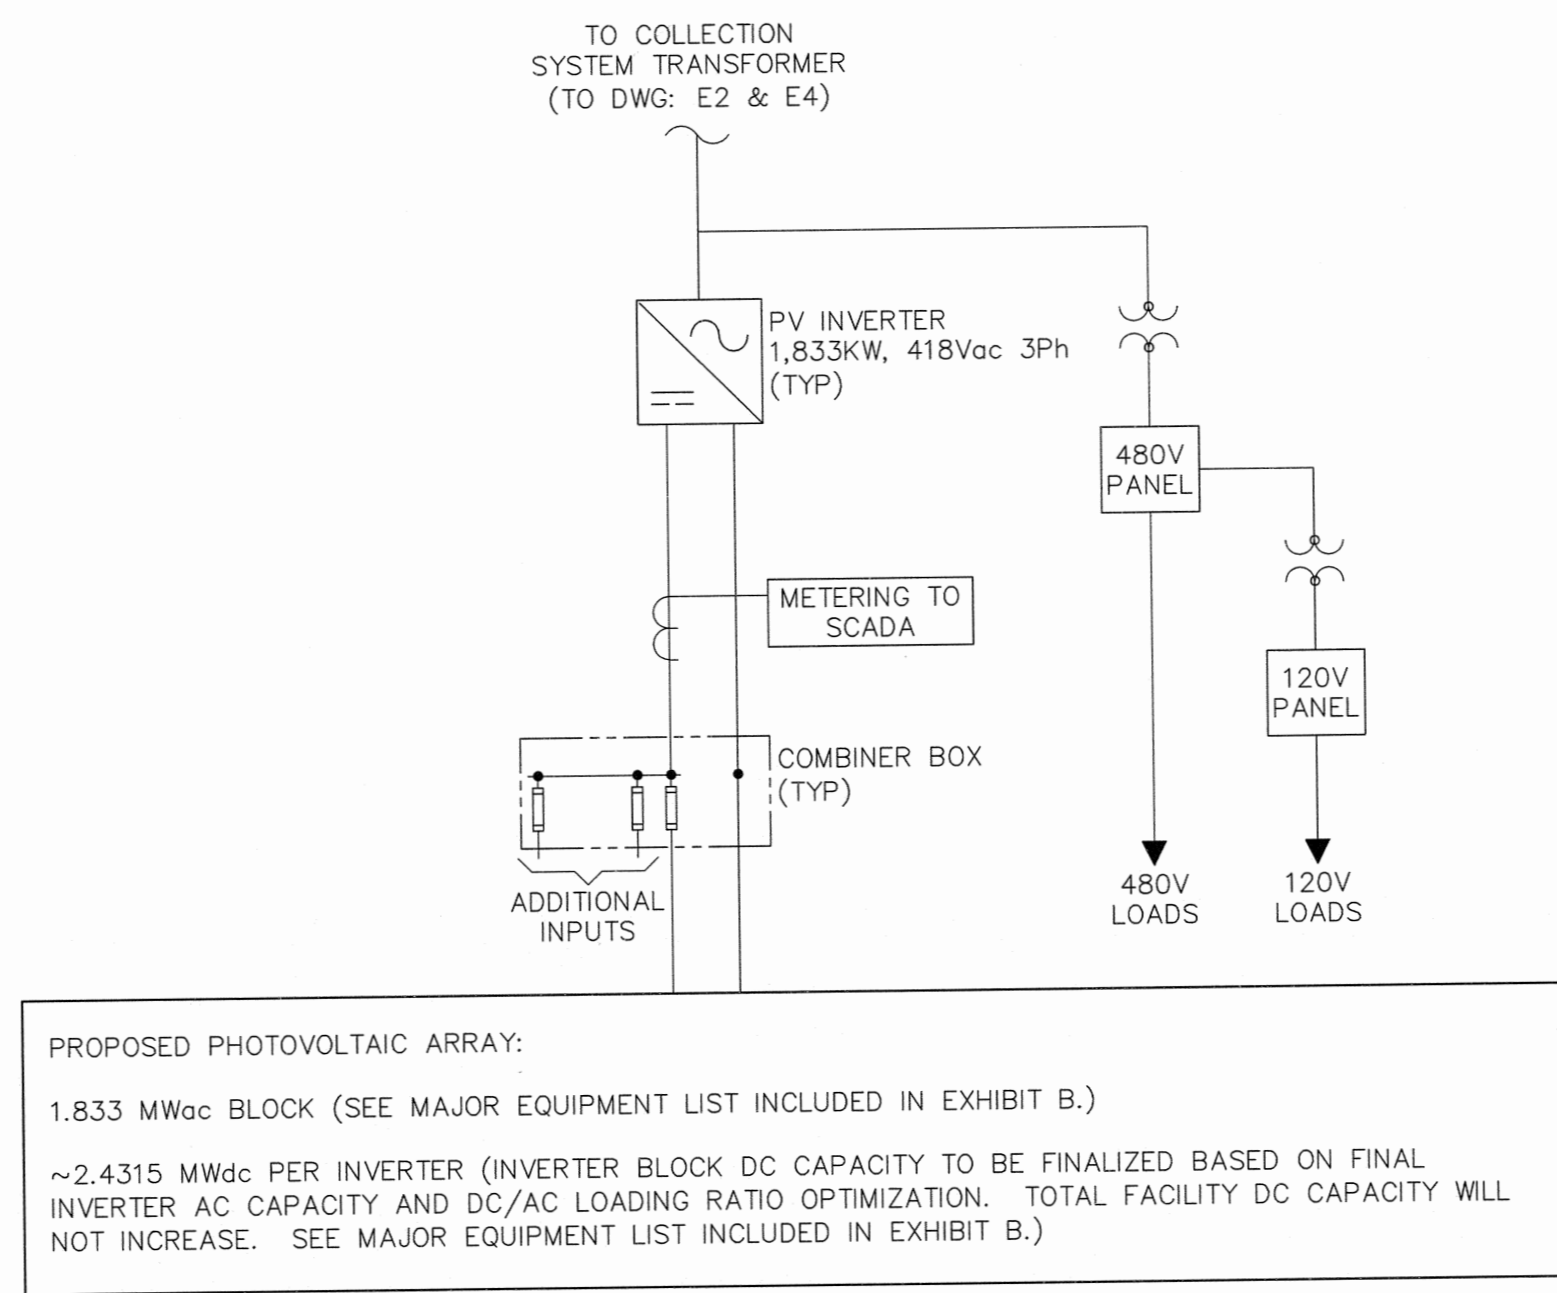 TO COLLECTION
SYSTEM TRANSFORMER
(TO DWG: E2 & E4)
PV INVERTER
1,833KW, 418Vac 3Ph
(TYP)
480V
PANEL
METERING TO
SCADA
120V
PANEL
COMBINER BOX
(TYP)
ADDITIONAL
INPUTS
480V
LOADS
120V
LOADS
PROPOSED PHOTOVOLTAIC ARRAY:
1.833 MWac BLOCK (SEE MAJOR EQUIPMENT LIST INCLUDED IN EXHIBIT B.)
~2.4315 MWdc PER INVERTER (INVERTER BLOCK DC CAPACITY TO BE FINALIZED BASED ON FINAL
INVERTER AC CAPACITY AND DC/AC LOADING RATIO OPTIMIZATION. TOTAL FACILITY DC CAPACITY WILL
NOT INCREASE. SEE MAJOR EQUIPMENT LIST INCLUDED IN EXHIBIT B.)